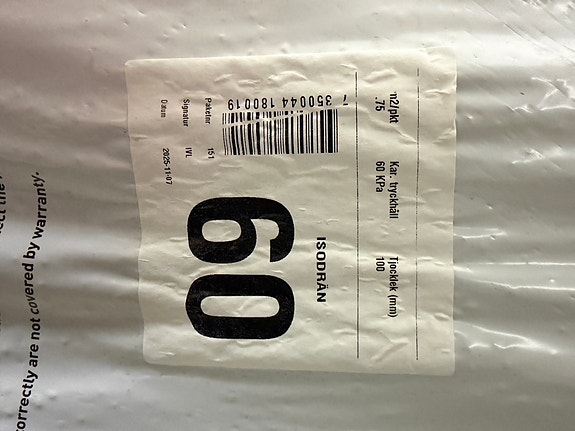 m2/pkt Kar. tryckhåll Tjocklek (mm)
.75 60 KPa 100
7 350044 180019
ISODRÄN
60
Paketnr 151
Signatur IVL
Datum 2025-11-07
the
correctly are not covered by warranty.